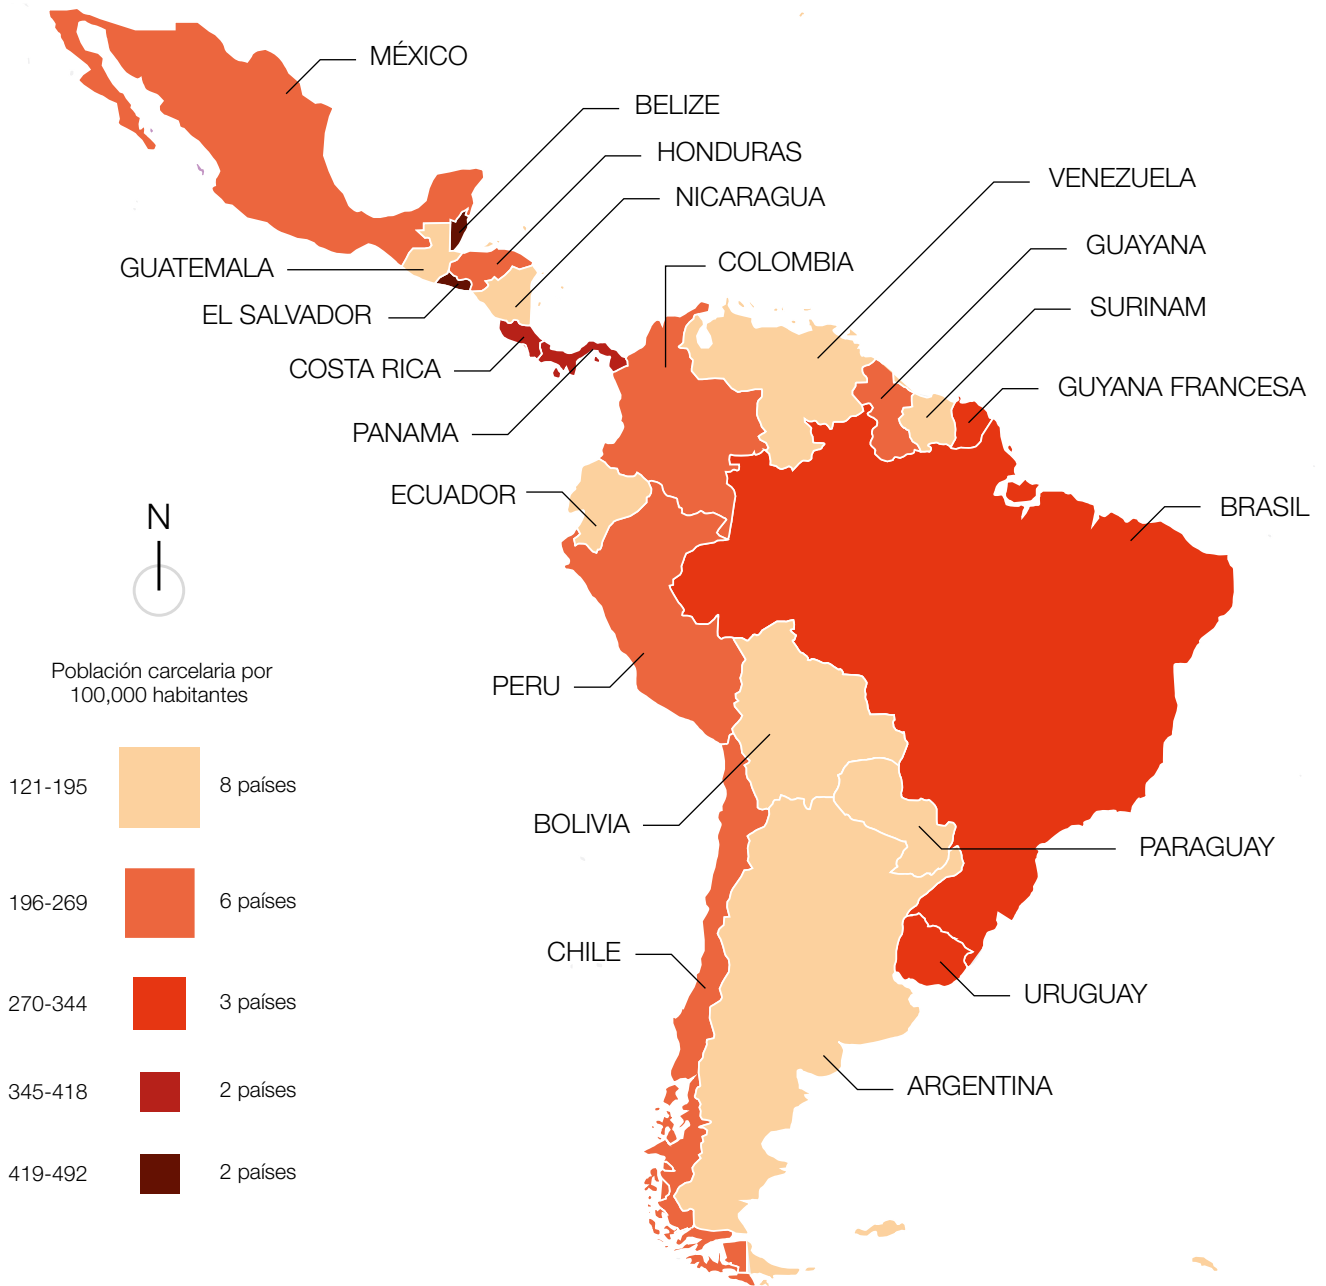 MÉXICO
BELIZE
HONDURAS
NICARAGUA
VENEZUELA
GUAYANA
SURINAM
GUYANA FRANCESA
COLOMBIA
GUATEMALA
EL SALVADOR
COSTA RICA
PANAMA
ECUADOR
BRASIL
PERU
BOLIVIA
PARAGUAY
CHILE
URUGUAY
ARGENTINA
N
Población carcelaria por
100,000 habitantes
121-195 8 países
196-269 6 países
270-344 3 países
345-418 2 países
419-492 2 países